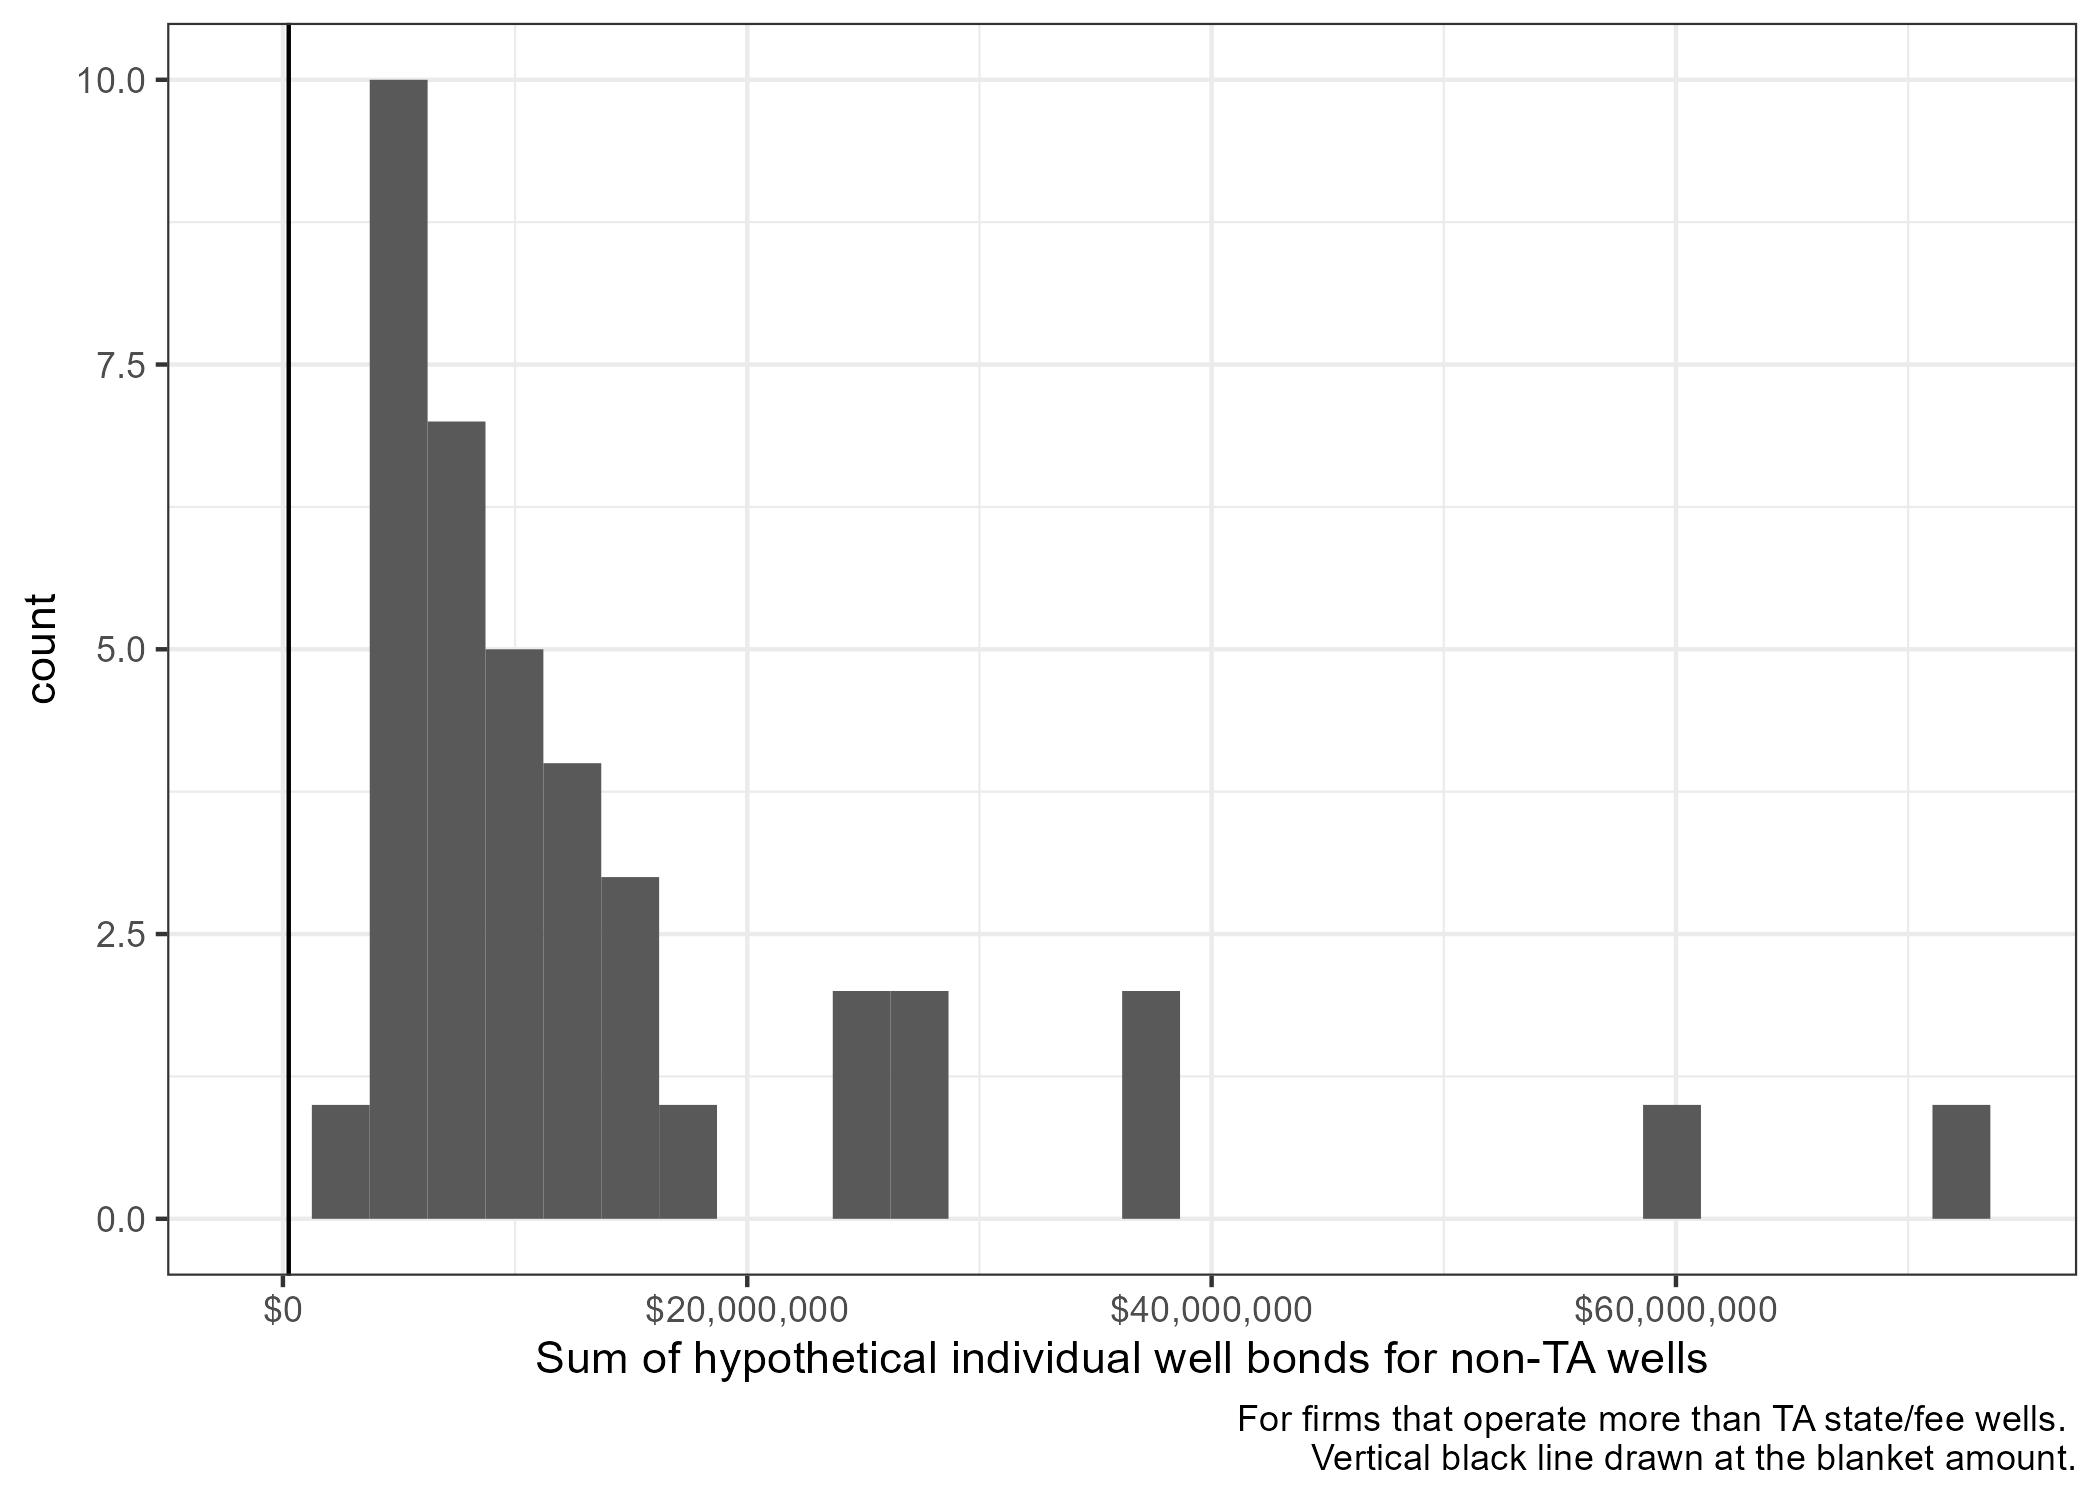 10.0
7.5
5.0
2.5
0.0
count
$0
$20,000,000
$40,000,000
$60,000,000
Sum of hypothetical individual well bonds for non-TA wells
For firms that operate more than TA state/fee wells.
Vertical black line drawn at the blanket amount.